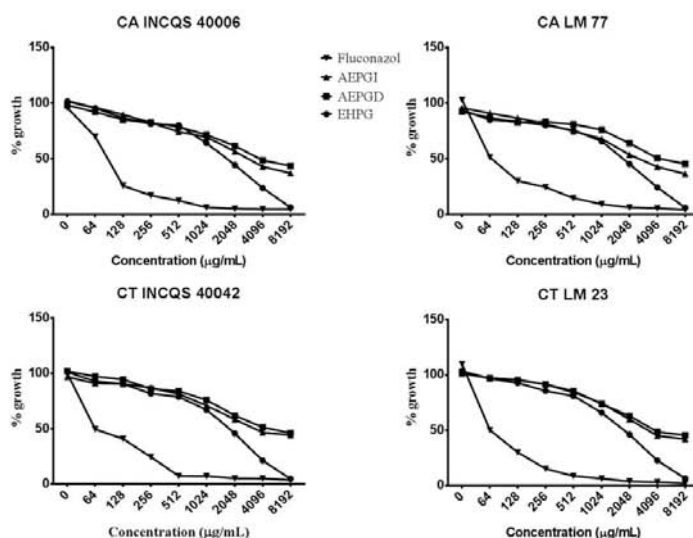 CA INCQS 40006
150
100
50
0
% growth
0 64 128 256 512 1024 2048 4096 8192
Concentration (µg/mL)
Fluconazol
AEPGI
AEPGD
EHPG
CA LM 77
150
100
50
0
% growth
0 64 128 256 512 1024 2048 4096 8192
Concentration (µg/mL)
CT INCQS 40042
150
100
50
0
% growth
0 64 128 256 512 1024 2048 4096 8192
Concentration (µg/mL)
CT LM 23
150
100
50
0
% growth
0 64 128 256 512 1024 2048 4096 8192
Concentration (µg/mL)